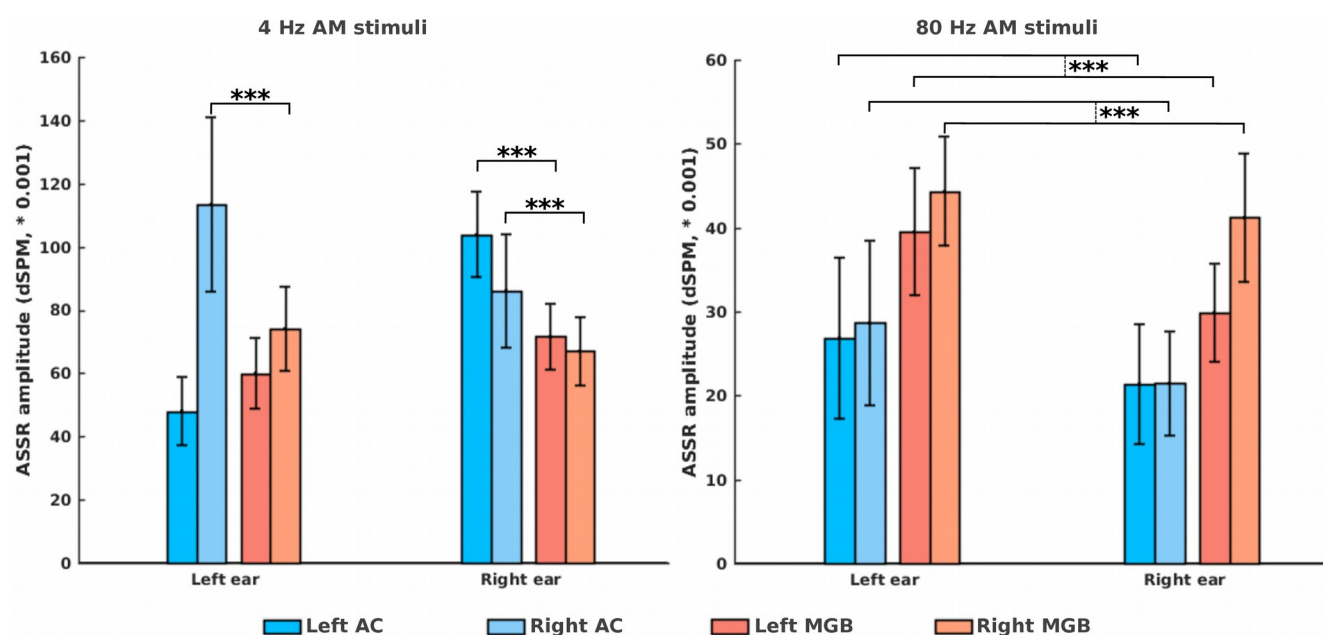 4 Hz AM stimuli
ASSR amplitude (dSPM, * 0.001)
160
140
120
100
80
60
40
20
0
***
***
***
Left ear
Right ear
80 Hz AM stimuli
ASSR amplitude (dSPM, * 0.001)
60
50
40
30
20
10
0
***
***
Left ear
Right ear
Left AC
Right AC
Left MGB
Right MGB